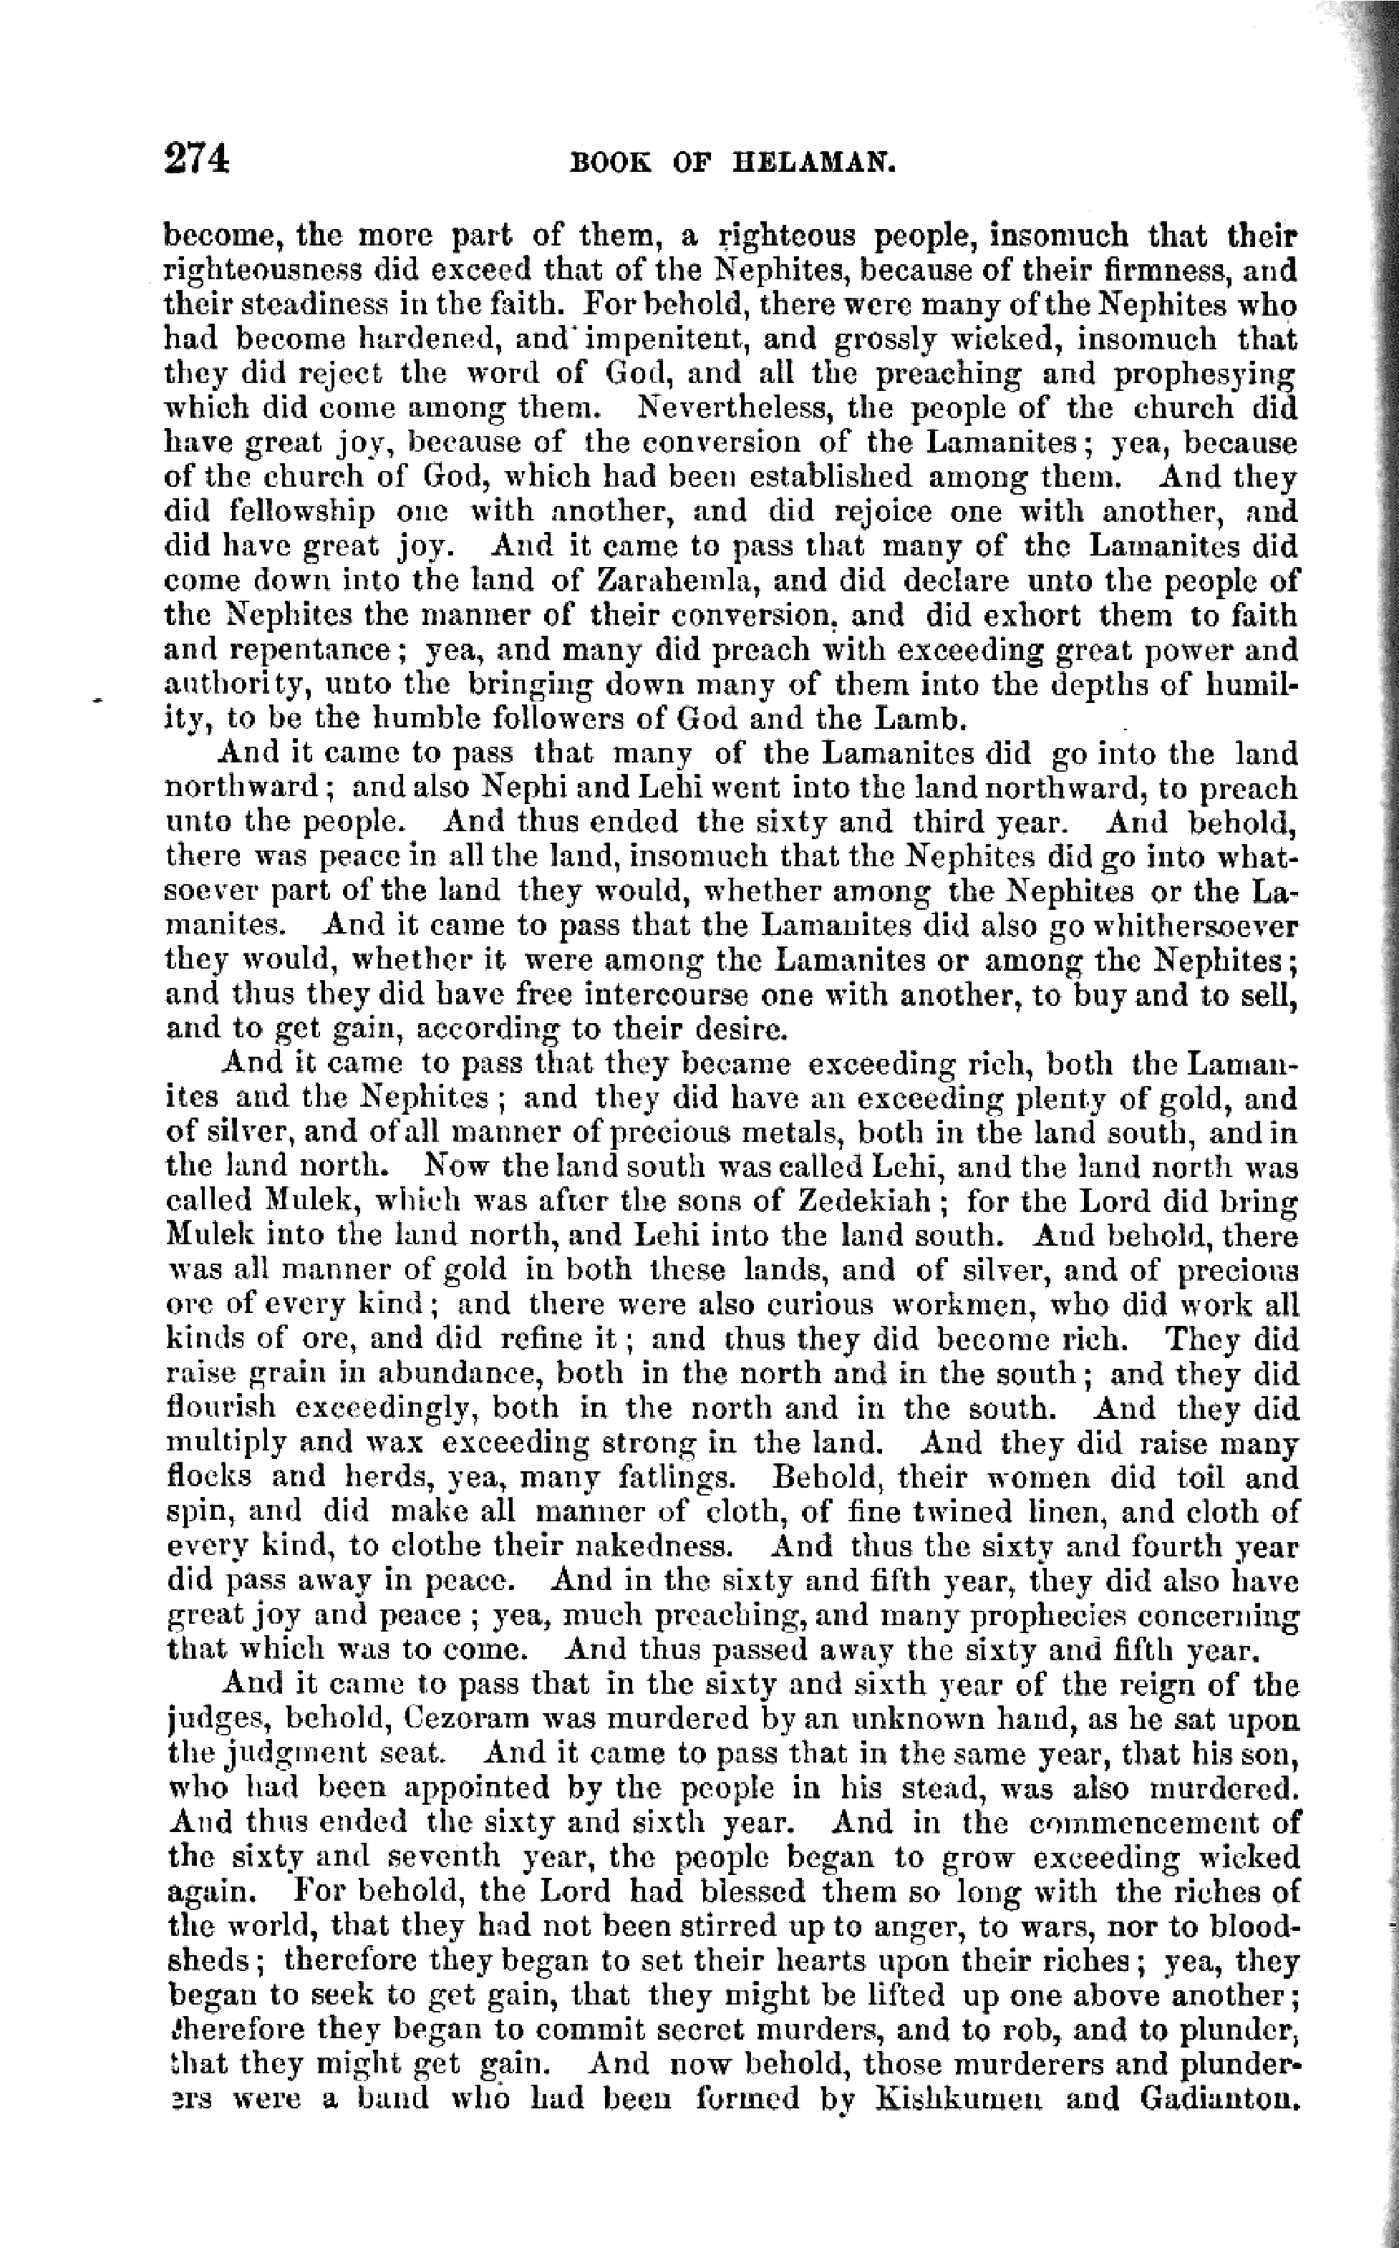 274 BOOK OF HELAMAN.
become, the more part of them, a righteous people, insomuch that their
righteousness did exceed that of the Nephites, because of their firmness, and
their steadiness in the faith. For behold, there were many of the Nephites who
had become hardened, and impenitent, and grossly wicked, insomuch that
they did reject the word of God, and all the preaching and prophesying
which did come among them. Nevertheless, the people of the church did
have great joy, because of the conversion of the Lamanites; yea, because
of the church of God, which had been established among them. And they
did fellowship one with another, and did rejoice one with another, and
did have great joy. And it came to pass that many of the Lamanites did
come down into the land of Zarahemla, and did declare unto the people of
the Nephites the manner of their conversion, and did exhort them to faith
and repentance; yea, and many did preach with exceeding great power and
authority, unto the bringing down many of them into the depths of humil-
ity, to be the humble followers of God and the Lamb.
And it came to pass that many of the Lamanites did go into the land
northward; and also Nephi and Lehi went into the land northward, to preach
unto the people. And thus ended the sixty and third year. And behold,
there was peace in all the land, insomuch that the Nephites did go into what-
soever part of the land they would, whether among the Nephites or the La-
manites. And it came to pass that the Lamanites did also go whithersoever
they would, whether it were among the Lamanites or among the Nephites;
and thus they did have free intercourse one with another, to buy and to sell,
and to get gain, according to their desire.
And it came to pass that they became exceeding rich, both the Laman-
ites and the Nephites; and they did have an exceeding plenty of gold, and
of silver, and of all manner of precious metals, both in the land south, and in
the land north. Now the land south was called Lehi, and the land north was
called Mulek, which was after the sons of Zedekiah; for the Lord did bring
Mulek into the land north, and Lehi into the land south. And behold, there
was all manner of gold in both these lands, and of silver, and of precious
ore of every kind; and there were also curious workmen, who did work all
kinds of ore, and did refine it; and thus they did become rich. They did
raise grain in abundance, both in the north and in the south; and they did
flourish exceedingly, both in the north and in the south. And they did
multiply and wax exceeding strong in the land. And they did raise many
flocks and herds, yea, many fatlings. Behold, their women did toil and
spin, and did make all manner of cloth, of fine twined linen, and cloth of
every kind, to clothe their nakedness. And thus the sixty and fourth year
did pass away in peace. And in the sixty and fifth year, they did also have
great joy and peace; yea, much preaching, and many prophecies concerning
that which was to come. And thus passed away the sixty and fifth year.
And it came to pass that in the sixty and sixth year of the reign of the
judges, behold, Cezoram was murdered by an unknown hand, as he sat upon
the judgment seat. And it came to pass that in the same year, that his son,
who had been appointed by the people in his stead, was also murdered.
And thus ended the sixty and sixth year. And in the commencement of
the sixty and seventh year, the people began to grow exceeding wicked
again. For behold, the Lord had blessed them so long with the riches of
the world, that they had not been stirred up to anger, to wars, nor to blood-
sheds; therefore they began to set their hearts upon their riches; yea, they
began to seek to get gain, that they might be lifted up one above another;
therefore they began to commit secret murders, and to rob, and to plunder,
that they might get gain. And now behold, those murderers and plunder-
ers were a band who had been formed by Kishkumen and Gadianton.